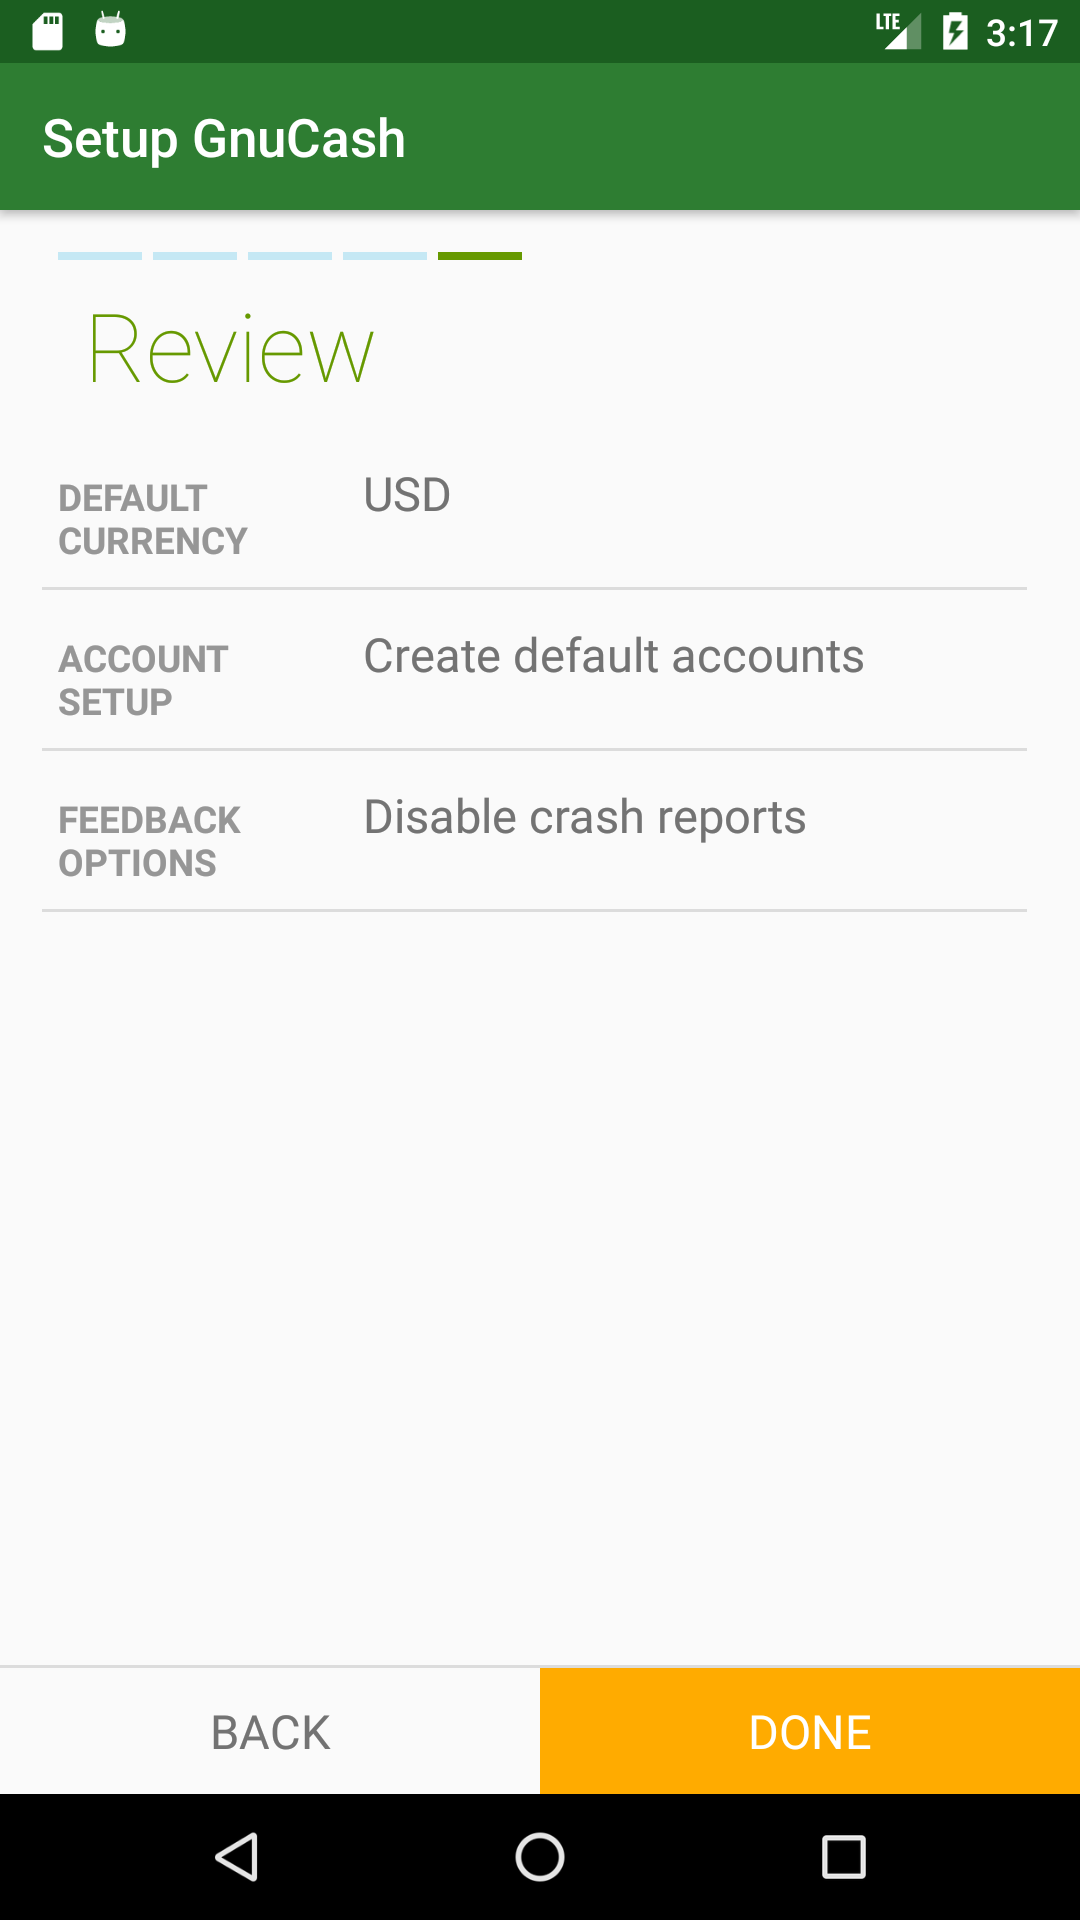 LTE 3:17
Setup GnuCash
Review
DEFAULT
CURRENCY
USD
ACCOUNT
SETUP
Create default accounts
FEEDBACK
OPTIONS
Disable crash reports
BACK
DONE